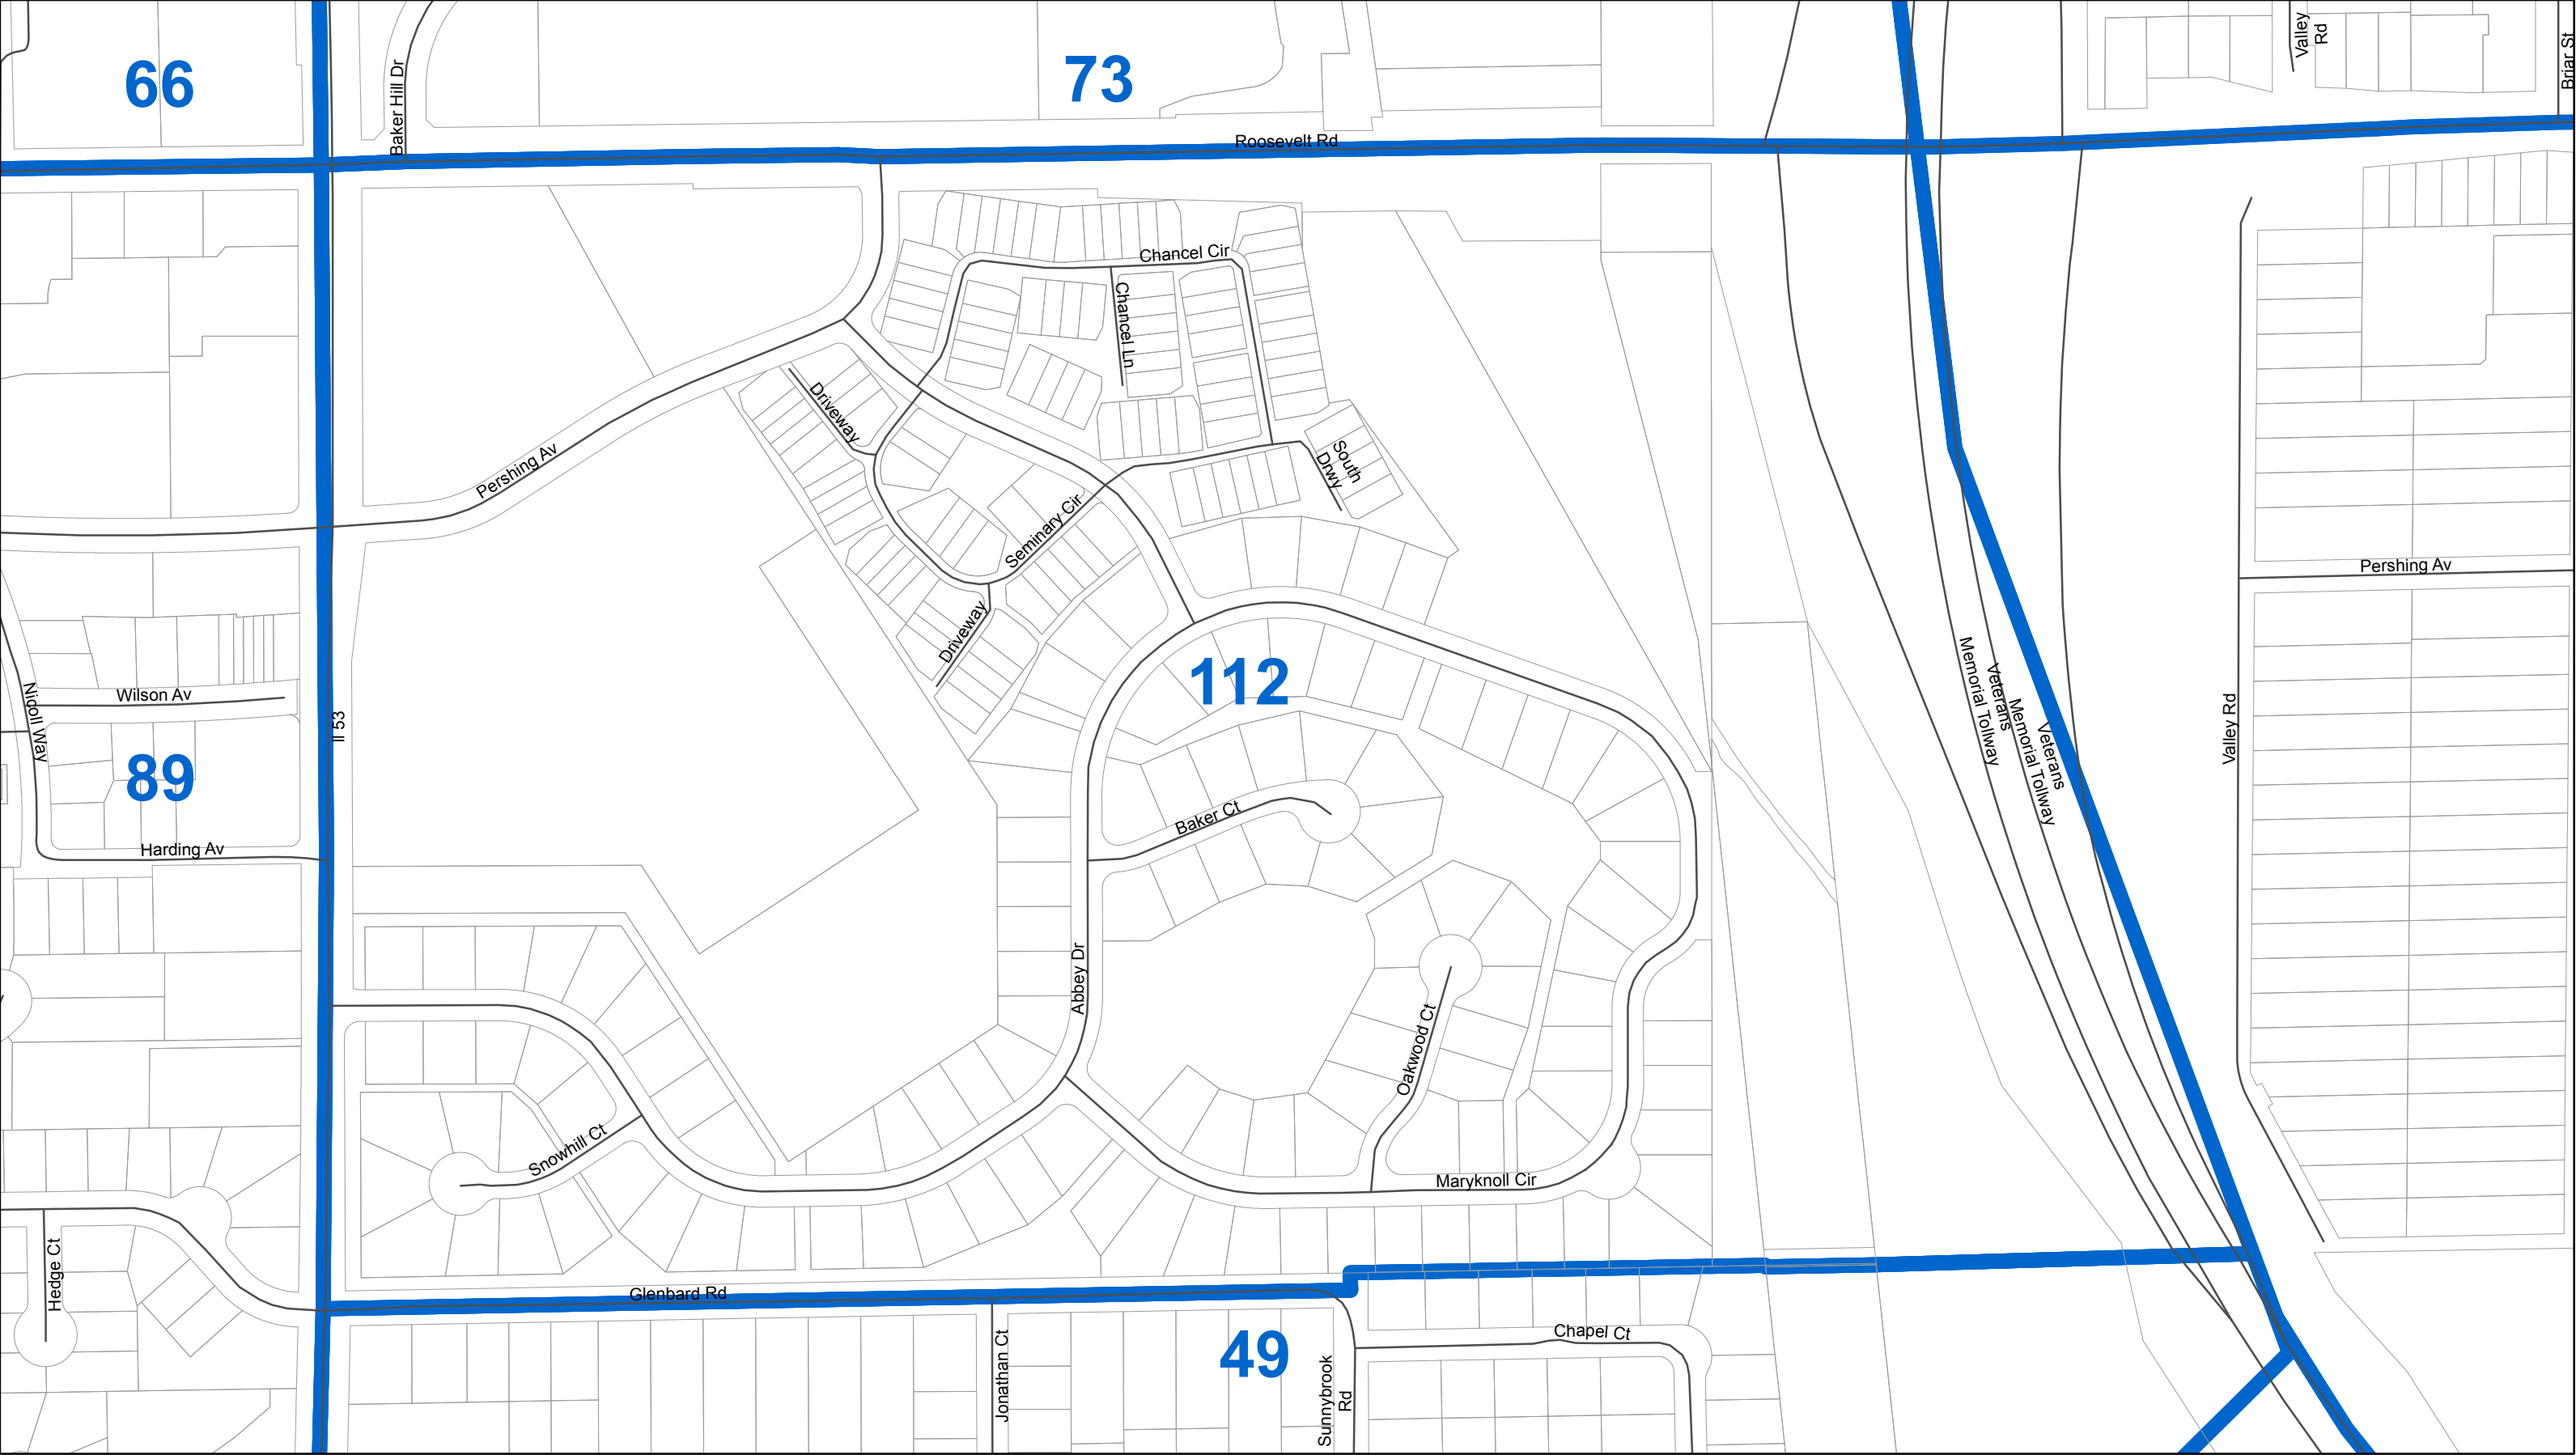 66
73
Baker Hill Dr
Valley
Rd
Briar St
Roosevelt Rd
Chancel Cir
Chancel Ln
Driveway
South
Drwy
Pershing Av
Seminary Cir
Pershing Av
Driveway
112
Veterans
Memorial Tollway
Veterans
Memorial Tollway
Nicoll Way
Wilson Av
Il 53
Valley Rd
89
Baker Ct
Harding Av
Abbey Dr
Oakwood Ct
Snowhill Ct
Maryknoll Cir
Hedge Ct
Glenbard Rd
49
Chapel Ct
Jonathan Ct
Sunnybrook
Rd